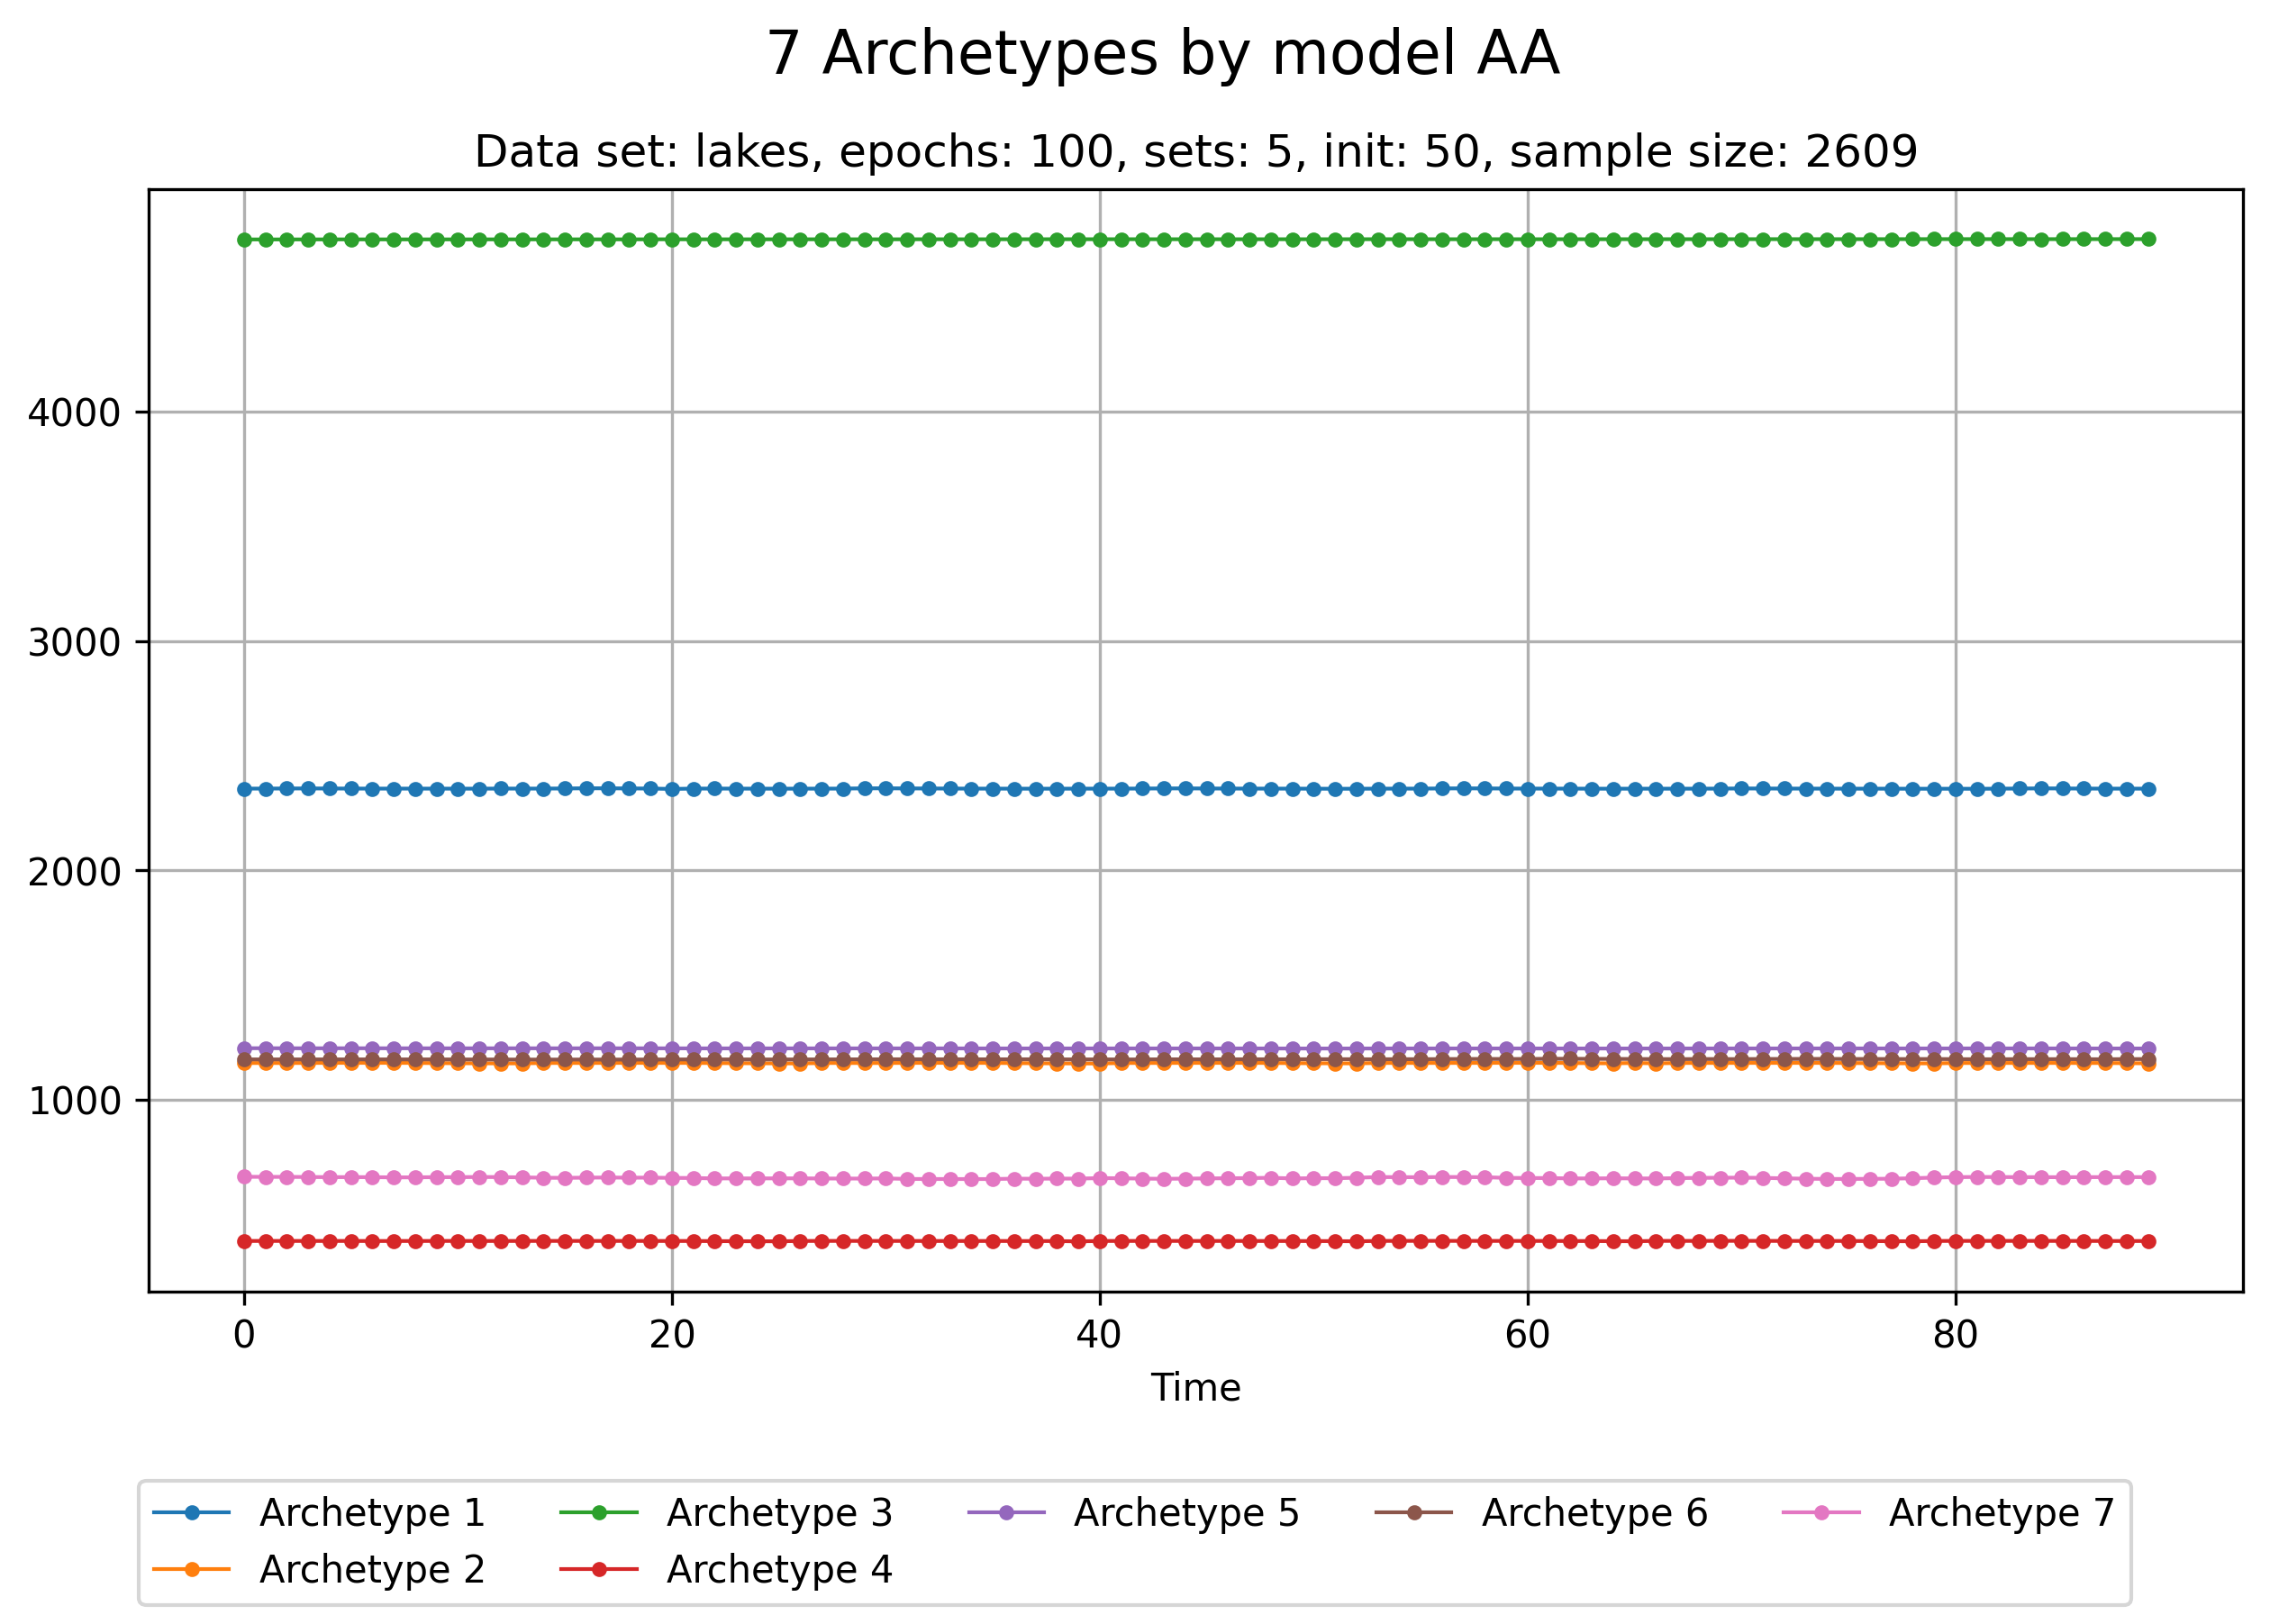 7 Archetypes by model AA
Data set: lakes, epochs: 100, sets: 5, init: 50, sample size: 2609
4000
3000
2000
1000
0 20 40 60 80
Time
Archetype 1 Archetype 3 Archetype 5 Archetype 6 Archetype 7
Archetype 2 Archetype 4